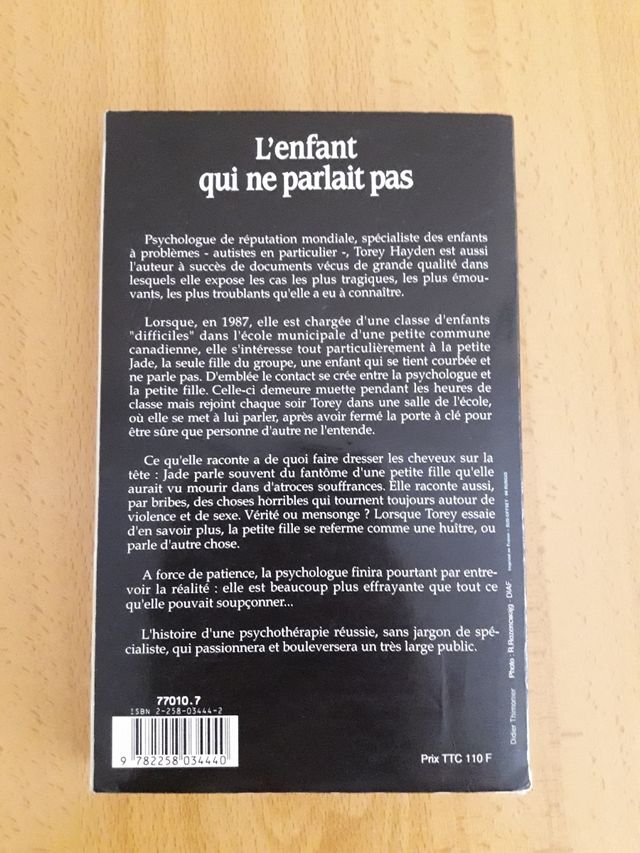 L'enfant
qui ne parlait pas
Psychologue de réputation mondiale, spécialiste des enfants
à problèmes - autistes en particulier -, Torey Hayden est aussi
l'auteur à succès de documents vécus de grande qualité dans
lesquels elle expose les cas les plus tragiques, les plus émou-
vants, les plus troublants qu'elle a eu à connaître.
Lorsque, en 1987, elle est chargée d'une classe d'enfants
"difficiles" dans l'école municipale d'une petite commune
canadienne, elle s'intéresse tout particulièrement à la petite
Jade, la seule fille du groupe, une enfant qui se tient courbée et
ne parle pas. D'emblée le contact se crée entre la psychologue et
la petite fille. Celle-ci demeure muette pendant les heures de
classe mais rejoint chaque soir Torey dans une salle de l'école,
où elle se met à lui parler, après avoir fermé la porte à clé pour
être sûre que personne d'autre ne l'entende.
Ce qu'elle raconte a de quoi faire dresser les cheveux sur la
tête : Jade parle souvent du fantôme d'une petite fille qu'elle
aurait vu mourir dans d'atroces souffrances. Elle raconte aussi,
par bribes, des choses horribles qui tournent toujours autour de
violence et de sexe. Vérité ou mensonge ? Lorsque Torey essaie
d'en savoir plus, la petite fille se referme comme une huître, ou
parle d'autre chose.
A force de patience, la psychologue finira pourtant par entre-
voir la réalité : elle est beaucoup plus effrayante que tout ce
qu'elle pouvait soupçonner...
L'histoire d'une psychothérapie réussie, sans jargon de spé-
cialiste, qui passionnera et bouleversera un très large public.
77010.7
ISBN 2-258-03444-2
9 782258 034440
Prix TTC 110 F
Didier Thimonier Photo : R.Rozencwajg - DIAF